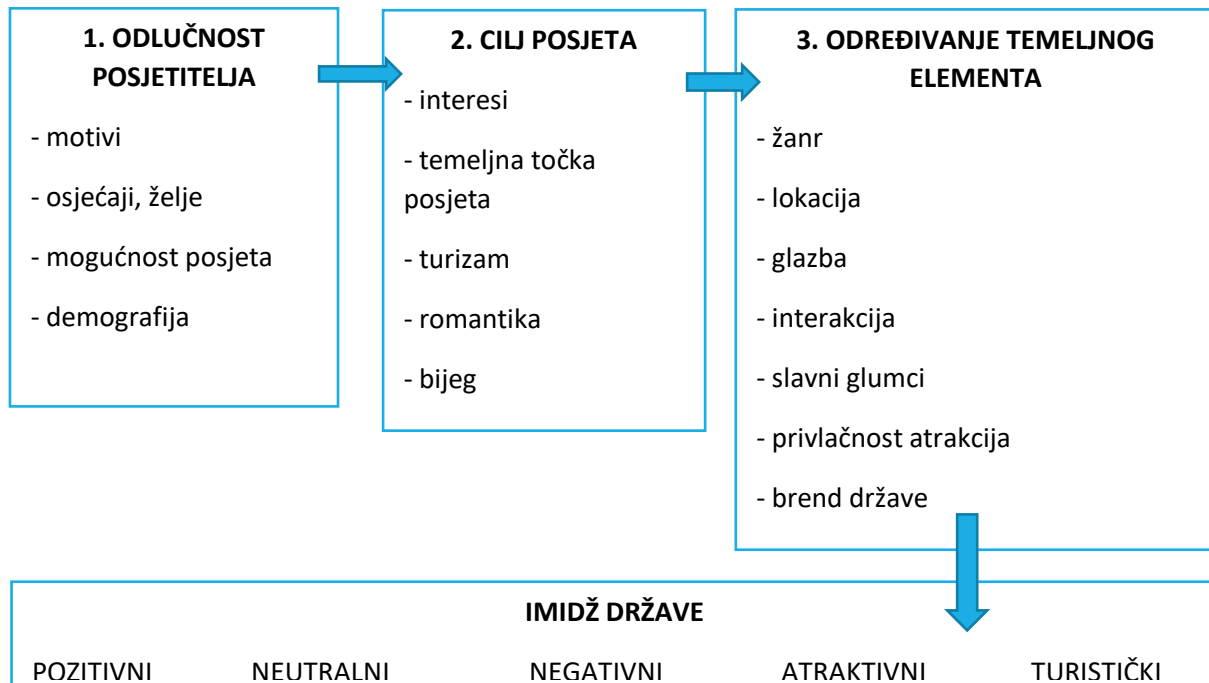 1. ODLUČNOST
POSJETITELJA
- motivi
- osjećaji, želje
- mogućnost posjeta
- demografija
2. CILJ POSJETA
- interesi
- temeljna točka
posjeta
- turizam
- romantika
- bijeg
3. ODREĐIVANJE TEMELJNOG
ELEMENTA
- žanr
- lokacija
- glazba
- interakcija
- slavni glumci
- privlačnost atrakcija
- brend države
IMIDŽ DRŽAVE
POZITIVNI NEUTRALNI NEGATIVNI ATRAKTIVNI TURISTIČKI